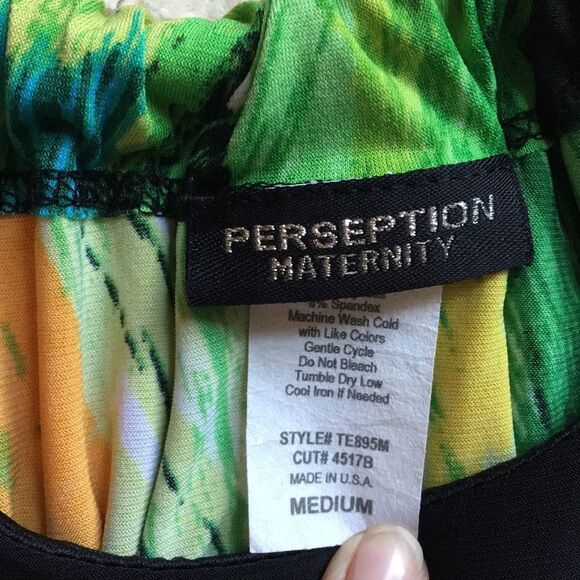 PERSEPTION
MATERNITY
Spandex
Machine Wash Cold
with Like Colors
Gentle Cycle
Do Not Bleach
Tumble Dry Low
Cool Iron If Needed
STYLE# TE895M
CUT# 4517B
MADE IN U.S.A.
MEDIUM